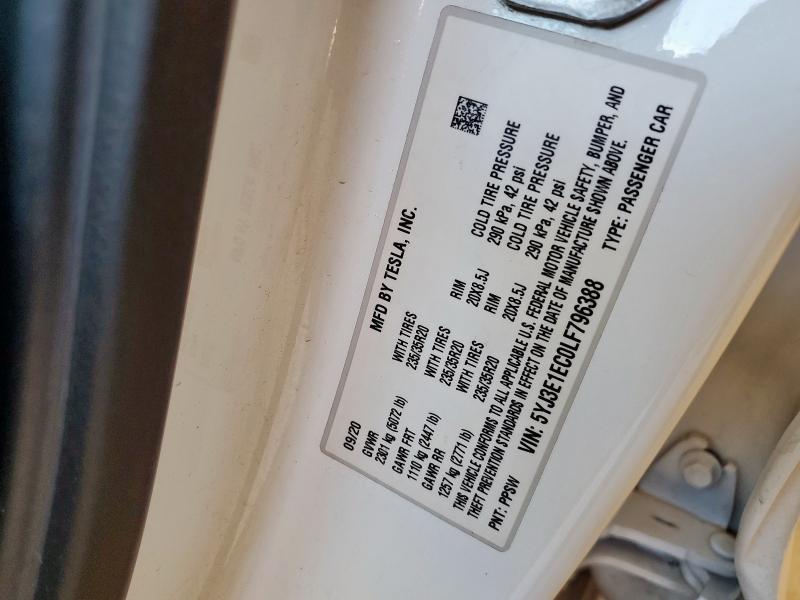 MFD BY TESLA, INC.
09/20
GVWR WITH TIRES RIM COLD TIRE PRESSURE
2301 kg (5072 lb) 235/35R20 20X8.5J 290 kPa, 42 psi
GAWR FRT WITH TIRES RIM COLD TIRE PRESSURE
1110 kg (2447 lb) 235/35R20 20X8.5J 290 kPa, 42 psi
GAWR RR WITH TIRES
1257 kg (2771 lb) 235/35R20
THIS VEHICLE CONFORMS TO ALL APPLICABLE U.S. FEDERAL MOTOR VEHICLE SAFETY, BUMPER, AND
THEFT PREVENTION STANDARDS IN EFFECT ON THE DATE OF MANUFACTURE SHOWN ABOVE.
PNT: PPSW VIN: 5YJ3E1EC0LF796388 TYPE: PASSENGER CAR